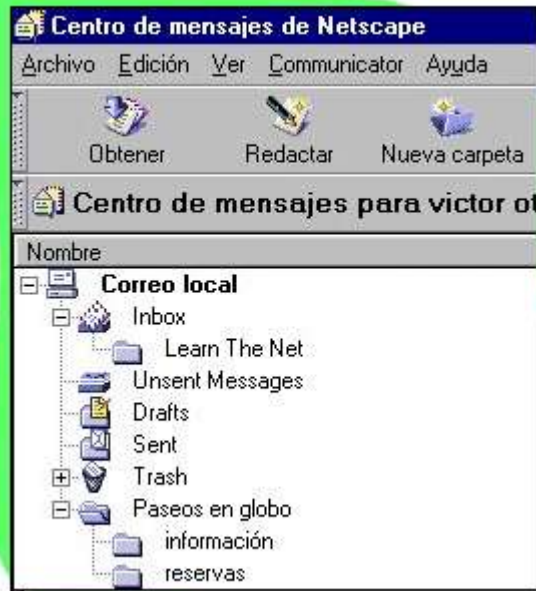 Centro de mensajes de Netscape
Archivo Edición Ver Communicator Ayuda
Obtener Redactar Nueva carpeta
Centro de mensajes para victor ot
Nombre
Correo local
Inbox
Learn The Net
Unsent Messages
Drafts
Sent
Trash
Paseos en globo
información
reservas